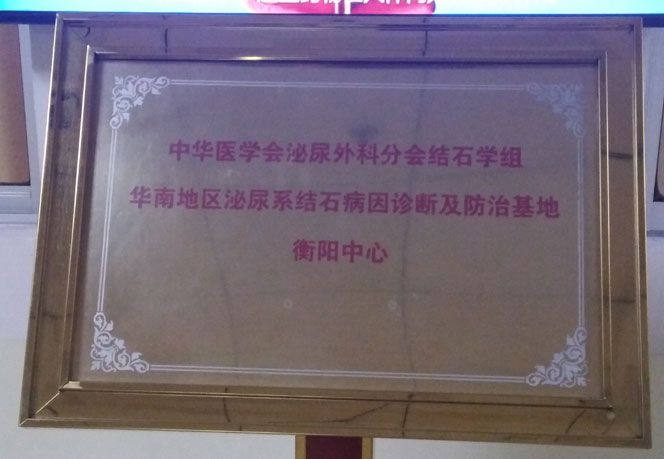 中华医学会泌尿外科分会结石学组
华南地区泌尿系结石病因诊断及防治基地
衡阳中心